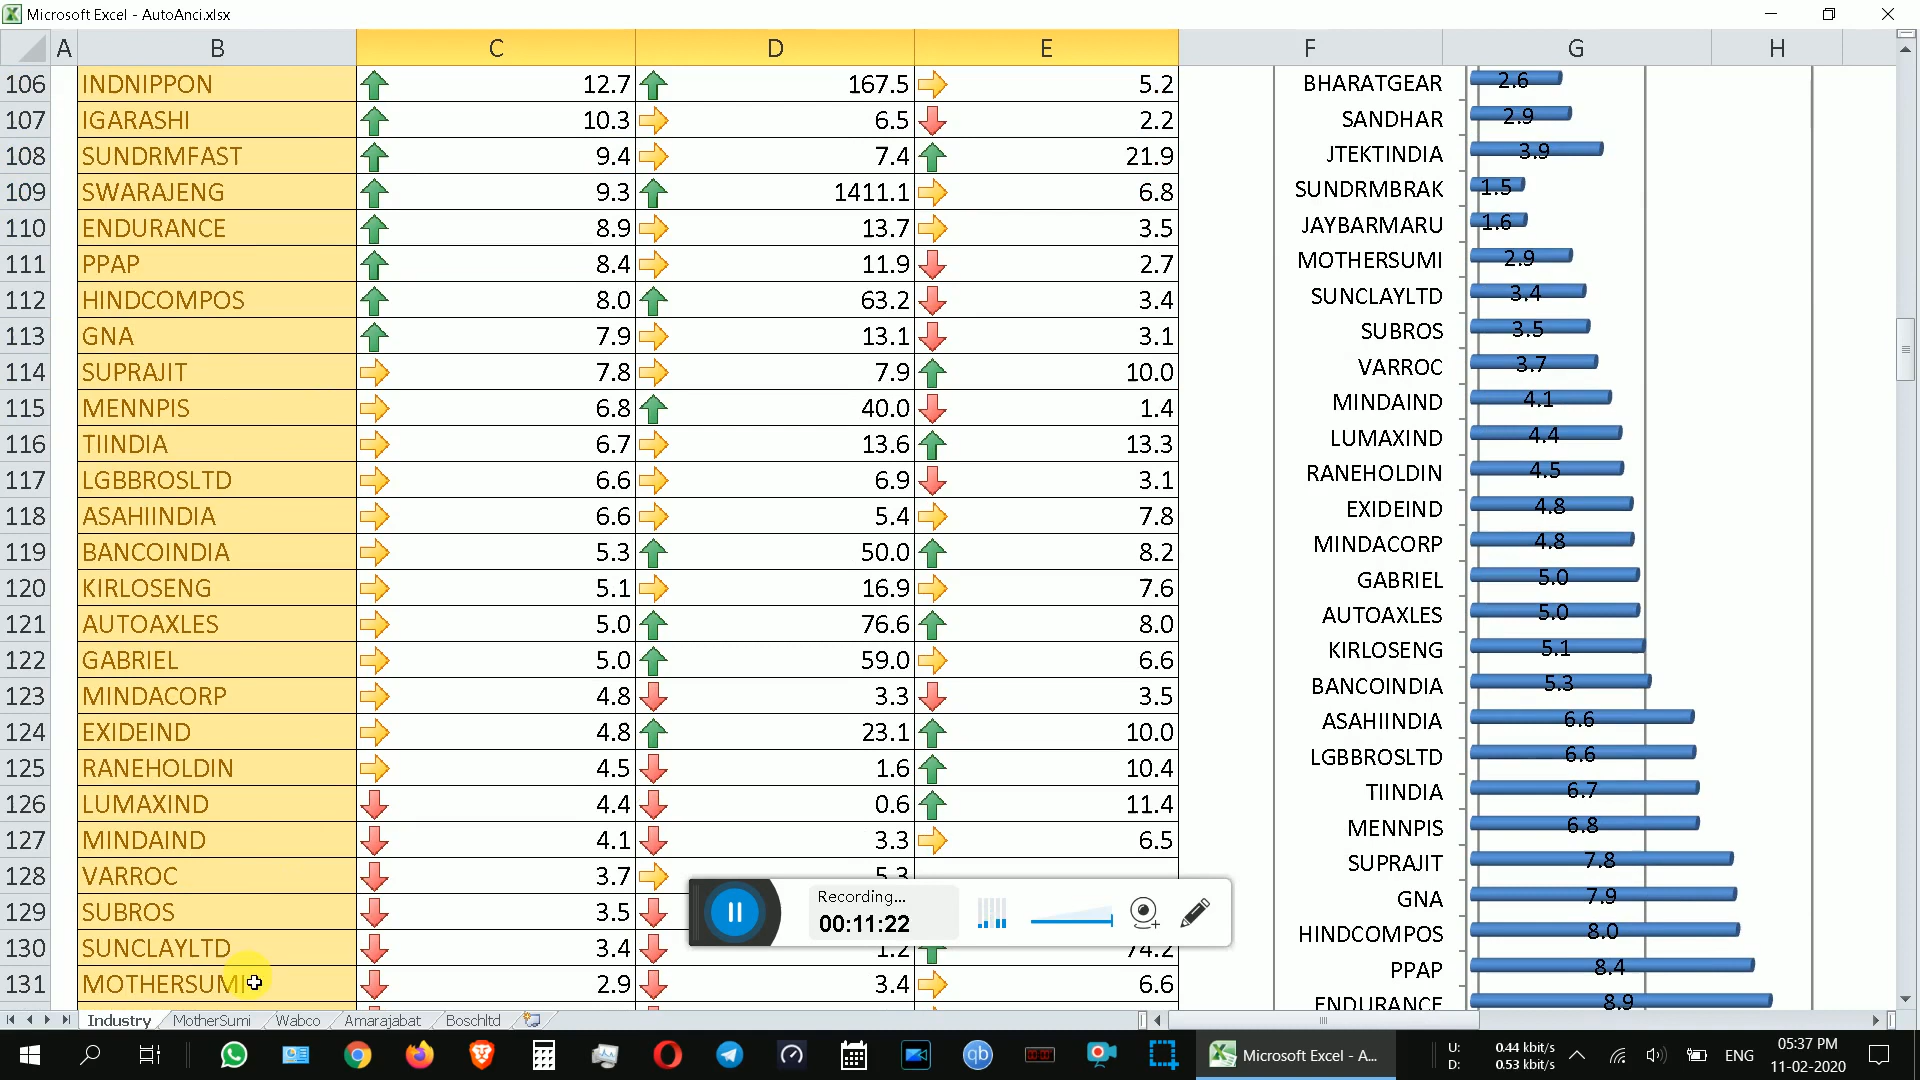 Microsoft Excel - AutoAnci.xlsx
A B C D E F G H
106 INDNIPPON 12.7 167.5 5.2
107 IGARASHI 10.3 6.5 2.2
108 SUNDRMFAST 9.4 7.4 21.9
109 SWARAJENG 9.3 1411.1 6.8
110 ENDURANCE 8.9 13.7 3.5
111 PPAP 8.4 11.9 2.7
112 HINDCOMPOS 8.0 63.2 3.4
113 GNA 7.9 13.1 3.1
114 SUPRAJIT 7.8 7.9 10.0
115 MENNPIS 6.8 40.0 1.4
116 TIINDIA 6.7 13.6 13.3
117 LGBBROSLTD 6.6 6.9 3.1
118 ASAHIINDIA 6.6 5.4 7.8
119 BANCOINDIA 5.3 50.0 8.2
120 KIRLOSENG 5.1 16.9 7.6
121 AUTOAXLES 5.0 76.6 8.0
122 GABRIEL 5.0 59.0 6.6
123 MINDACORP 4.8 3.3 3.5
124 EXIDEIND 4.8 23.1 10.0
125 RANEHOLDIN 4.5 1.6 10.4
126 LUMAXIND 4.4 0.6 11.4
127 MINDAIND 4.1 3.3 6.5
128 VARROC 3.7 5.3
129 SUBROS 3.5
130 SUNCLAYLTD 3.4 1.2 74.2
131 MOTHERSUMI 2.9 3.4 6.6
BHARATGEAR 2.6
SANDHAR 2.9
JTEKTINDIA 3.9
SUNDRMBRAK 1.5
JAYBARMARU 1.6
MOTHERSUMI 2.9
SUNCLAYLTD 3.4
SUBROS 3.5
VARROC 3.7
MINDAIND 4.1
LUMAXIND 4.4
RANEHOLDIN 4.5
EXIDEIND 4.8
MINDACORP 4.8
GABRIEL 5.0
AUTOAXLES 5.0
KIRLOSENG 5.1
BANCOINDIA 5.3
ASAHIINDIA 6.6
LGBBROSLTD 6.6
TIINDIA 6.7
MENNPIS 6.8
SUPRAJIT 7.8
GNA 7.9
HINDCOMPOS 8.0
PPAP 8.4
ENDURANCE 8.9
Recording...
00:11:22
Industry MotherSumi Wabco Amarajabat Boschltd
qb
00:00
Microsoft Excel - A...
U: 0.44 kbit/s
D: 0.53 kbit/s
ENG
05:37 PM
11-02-2020